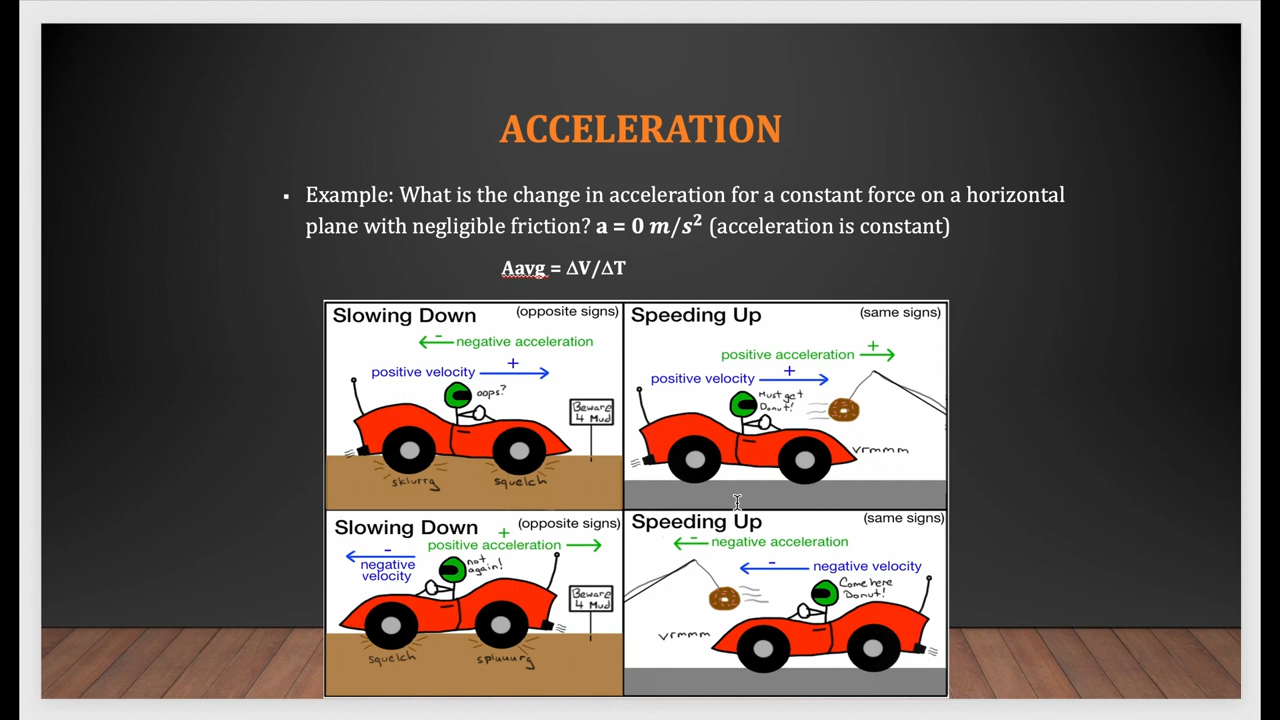 ACCELERATION
▪ Example: What is the change in acceleration for a constant force on a horizontal
plane with negligible friction? a = 0 m/s² (acceleration is constant)
Aavg = ΔV/ΔT
Slowing Down (opposite signs)
-
negative acceleration
+
positive velocity
oops?
Beware
4 Mud
sklurrg squelch
Speeding Up (same signs)
+
positive acceleration
+
positive velocity
Must get
Donut!
vrmmm
Slowing Down (opposite signs)
+
positive acceleration
-
negative
velocity
not
again!
Beware
4 Mud
squelch spluuurg
Speeding Up (same signs)
-
negative acceleration
-
negative velocity
Come here
Donut!
vrmmm